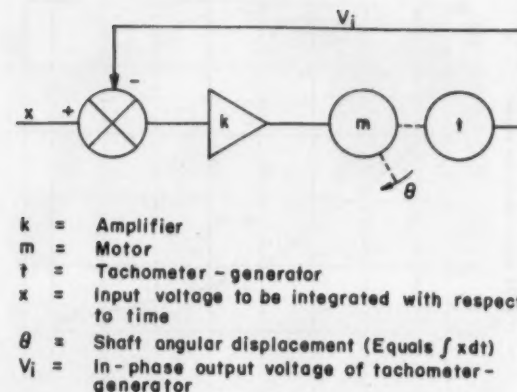 Vi
-
x + k m t
θ
k = Amplifier
m = Motor
t = Tachometer - generator
x = Input voltage to be integrated with respect
to time
θ = Shaft angular displacement (Equals ∫ xdt)
Vi = In-phase output voltage of tachometer-
generator